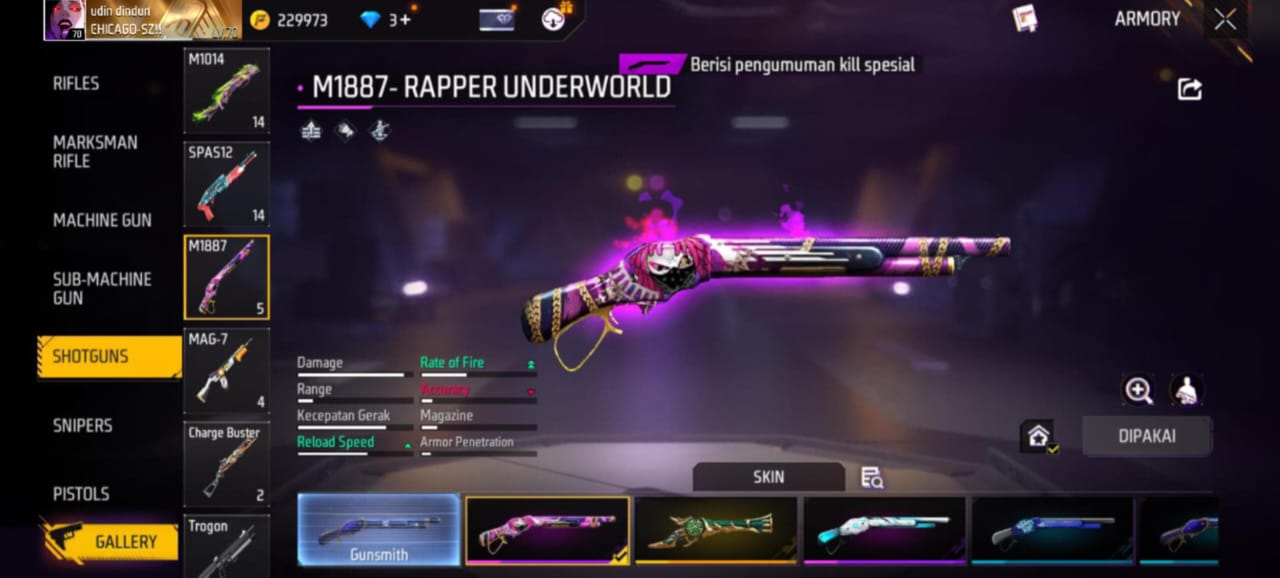 udin dindun
CHICAGO-SZ!!
70
229973
3+
ARMORY
RIFLES
MARKSMAN
RIFLE
MACHINE GUN
SUB-MACHINE
GUN
SHOTGUNS
SNIPERS
PISTOLS
GALLERY
M1014
14
SPAS12
14
M1887
5
MAG-7
4
Charge Buster
2
Trogon
Berisi pengumuman kill spesial
M1887- RAPPER UNDERWORLD
Damage
Rate of Fire
Range
Accuracy
Kecepatan Gerak
Magazine
Reload Speed
Armor Penetration
DIPAKAI
SKIN
Gunsmith